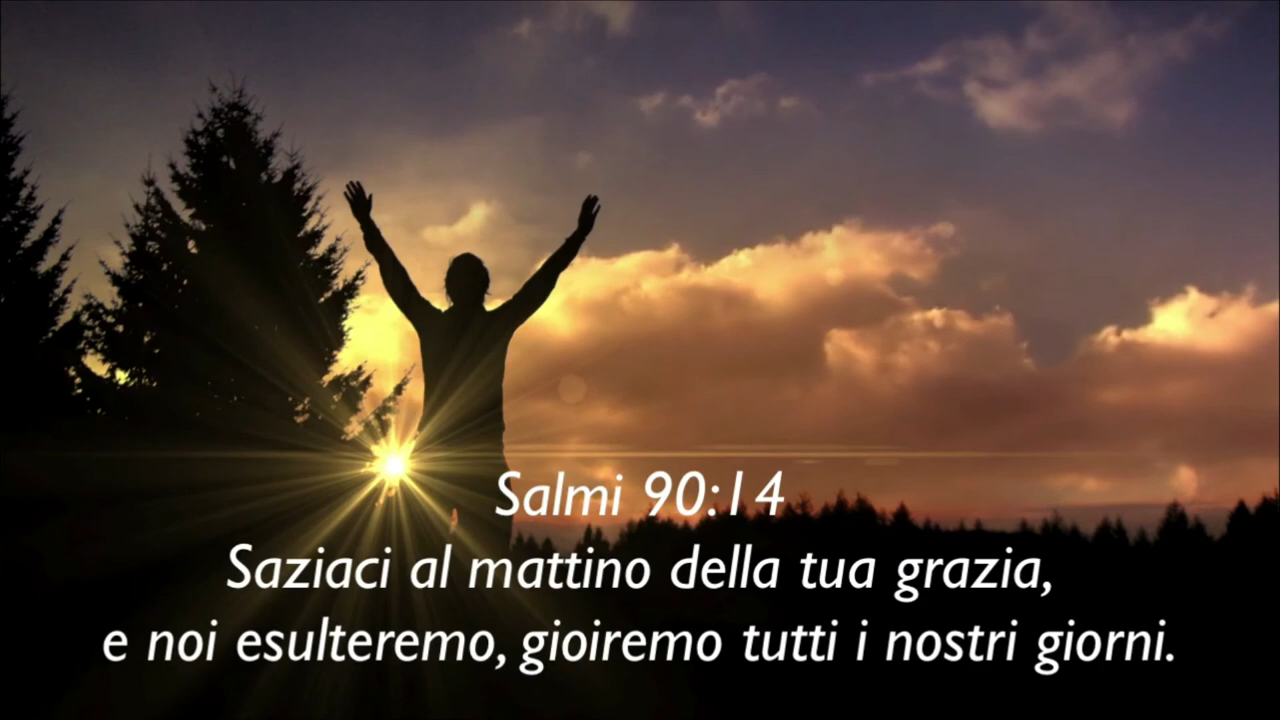 Salmi 90:14
Saziaci al mattino della tua grazia,
e noi esulteremo, gioiremo tutti i nostri giorni.